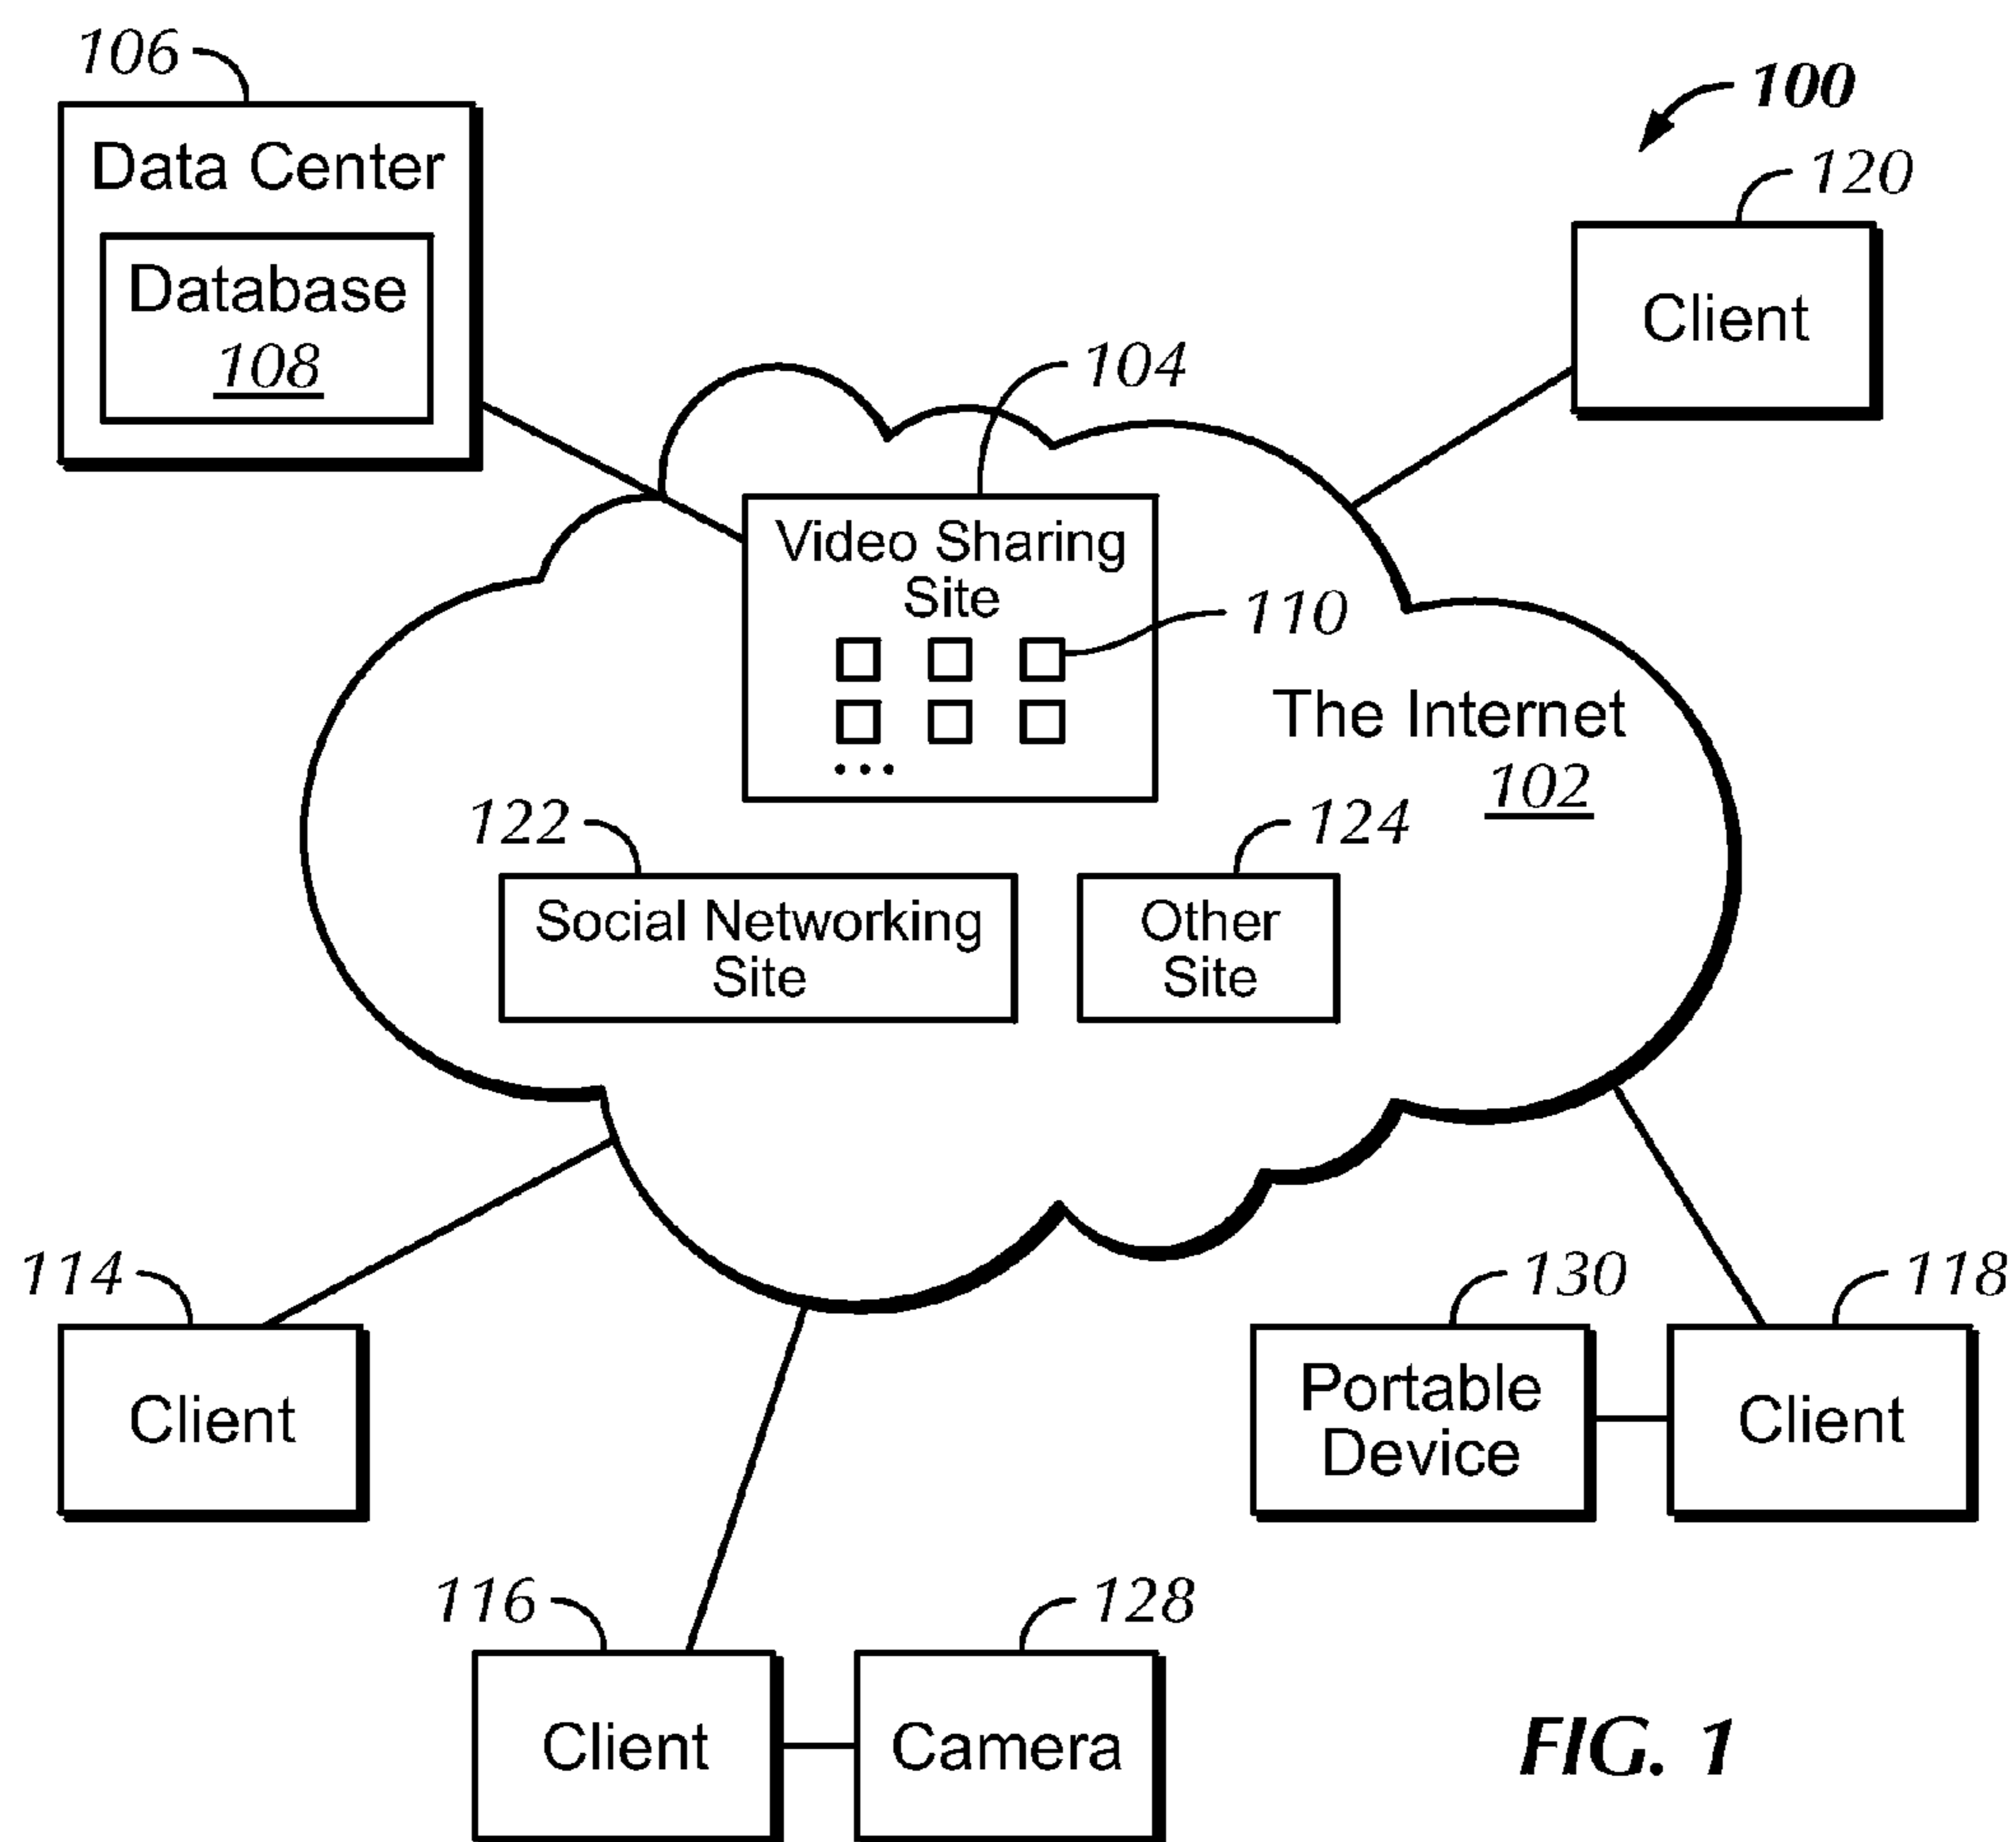 106
Data Center
Database
108
100
120
Client
104
Video Sharing
Site
110
...
The Internet
102
122
Social Networking
Site
124
Other
Site
114
Client
130
Portable
Device
118
Client
116
Client
128
Camera
FIG. 1